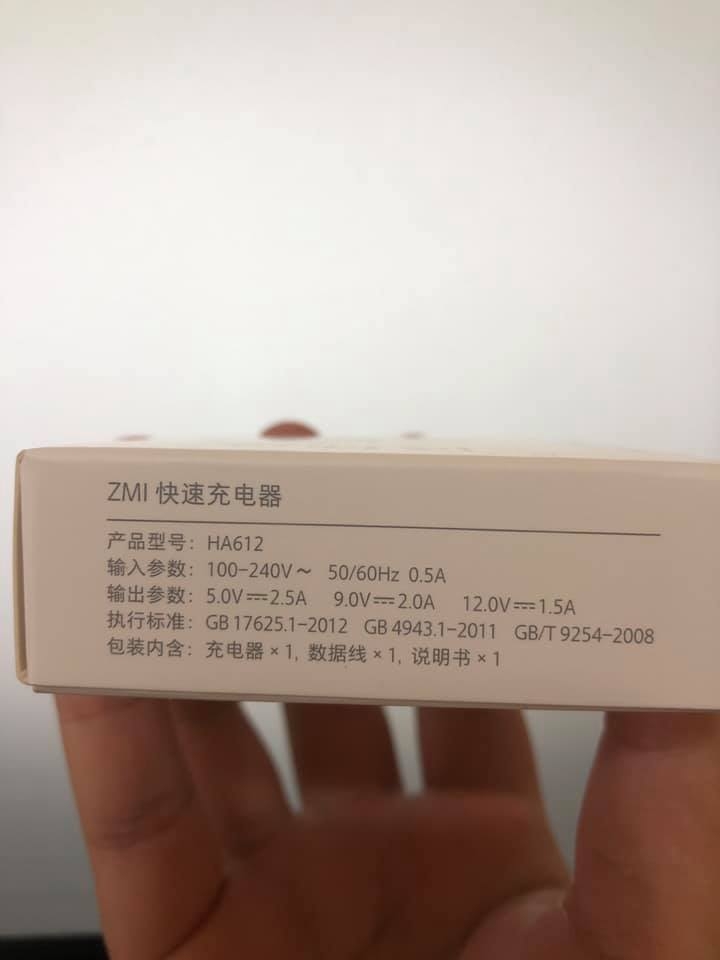 ZMI 快速充电器
产品型号： HA612
输入参数： 100-240V～ 50/60Hz 0.5A
输出参数： 5.0V⎓2.5A 9.0V⎓2.0A 12.0V⎓1.5A
执行标准： GB 17625.1-2012 GB 4943.1-2011 GB/T 9254-2008
包装内含： 充电器×1, 数据线×1, 说明书×1